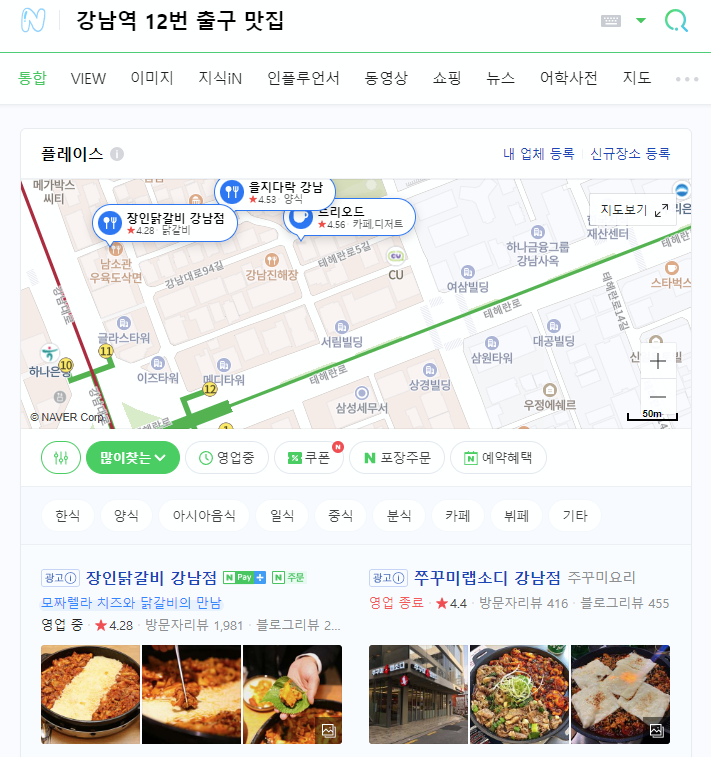 강남역 12번 출구 맛집
통합 VIEW 이미지 지식iN 인플루언서 동영상 쇼핑 뉴스 어학사전 지도
플레이스
내 업체 등록 신규장소 등록
메가박스
씨티
을지다락 강남
★4.53 양식
장인닭갈비 강남점
★4.28 닭갈비
트리오드
★4.56 카페,디저트
지도보기
재산센터
하나금융그룹
강남사옥
남소관
우육도삭면
강남대로94길
강남진해장
테헤란로5길
CU
여삼빌딩
테헤란로
스타벅스
테헤란로14길
강남대로
글라스타워
서림빌딩
대공빌딩
삼원타워
11
10
하나은행
이즈타워
메디타워
테헤란로
상경빌딩
12
강남대로
삼성세무서
우정에쉐르
1
© NAVER Corp.
50m
많이찾는 영업중 쿠폰 N 포장주문 예약혜택
한식 양식 아시아음식 일식 중식 분식 카페 뷔페 기타
광고 장인닭갈비 강남점 N Pay + N 주문
모짜렐라 치즈와 닭갈비의 만남
영업 중 · ★4.28 · 방문자리뷰 1,981 · 블로그리뷰 2...
광고 쭈꾸미랩소디 강남점 주꾸미요리
영업 종료 · ★4.4 · 방문자리뷰 416 · 블로그리뷰 455